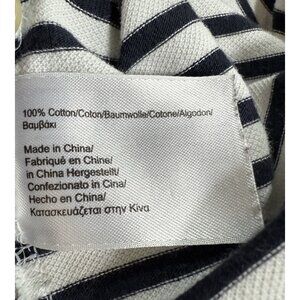 100% Cotton/Coton/Baumwolle/Cotone/Algodon/
Βαμβάκι
Made in China/
Fabriqué en Chine/
in China Hergestellt/
Confezionato in Cina/
Hecho en China/
Κατασκευάζεται στην Κίνα